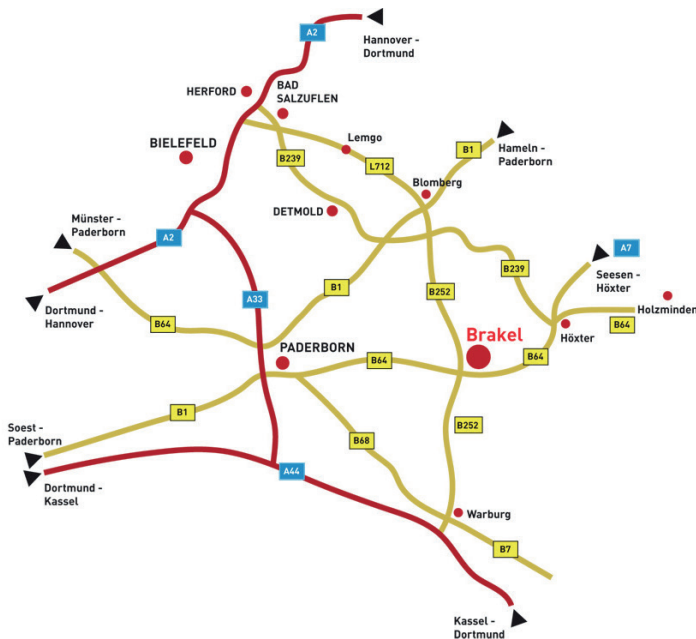 A2
Hannover -
Dortmund
HERFORD
BAD
SALZUFLEN
BIELEFELD
Lemgo
B239
L712
B1
Hameln -
Paderborn
Blomberg
DETMOLD
Münster -
Paderborn
A2
A7
Seesen -
Höxter
B239
B252
B1
A33
Dortmund -
Hannover
B64
Holzminden
B64
Höxter
Brakel
PADERBORN
B64
B64
B1
Soest -
Paderborn
B68
B252
A44
Dortmund -
Kassel
Warburg
B7
Kassel -
Dortmund